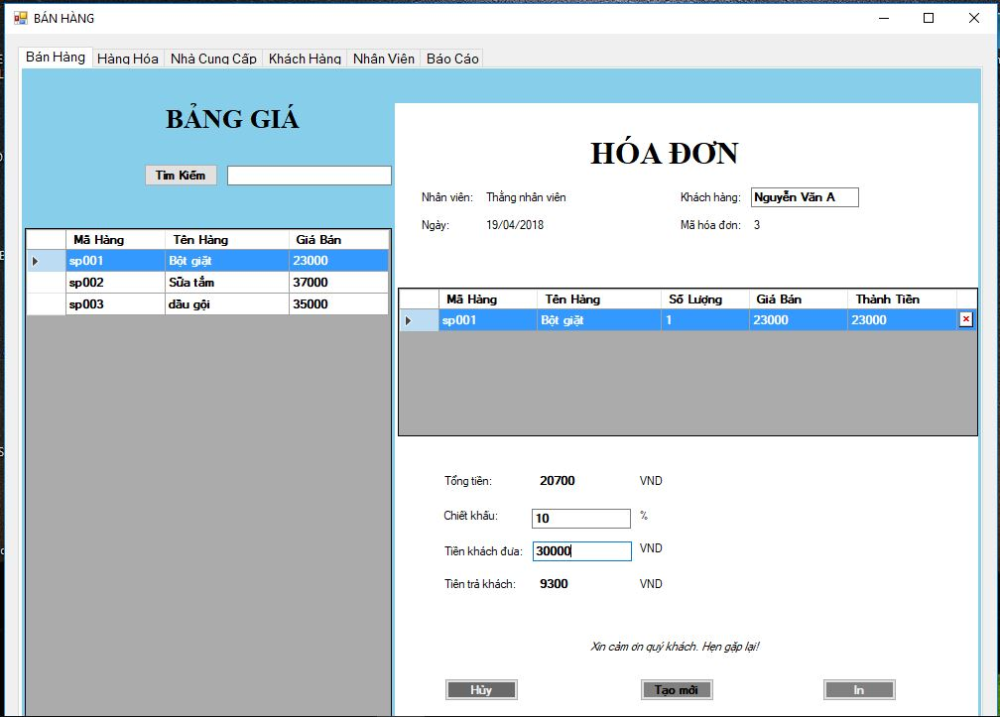 BÁN HÀNG
Bán Hàng Hàng Hóa Nhà Cung Cấp Khách Hàng Nhân Viên Báo Cáo
BẢNG GIÁ
Tìm Kiếm
Mã Hàng Tên Hàng Giá Bán
sp001 Bột giặt 23000
sp002 Sữa tắm 37000
sp003 dầu gội 35000
HÓA ĐƠN
Nhân viên: Thằng nhân viên Khách hàng: Nguyễn Văn A
Ngày: 19/04/2018 Mã hóa đơn: 3
Mã Hàng Tên Hàng Số Lượng Giá Bán Thành Tiền
sp001 Bột giặt 1 23000 23000
Tổng tiền: 20700 VND
Chiết khấu: 10 %
Tiền khách đưa: 30000 VND
Tiền trả khách: 9300 VND
Xin cảm ơn quý khách. Hẹn gặp lại!
Hủy Tạo mới In